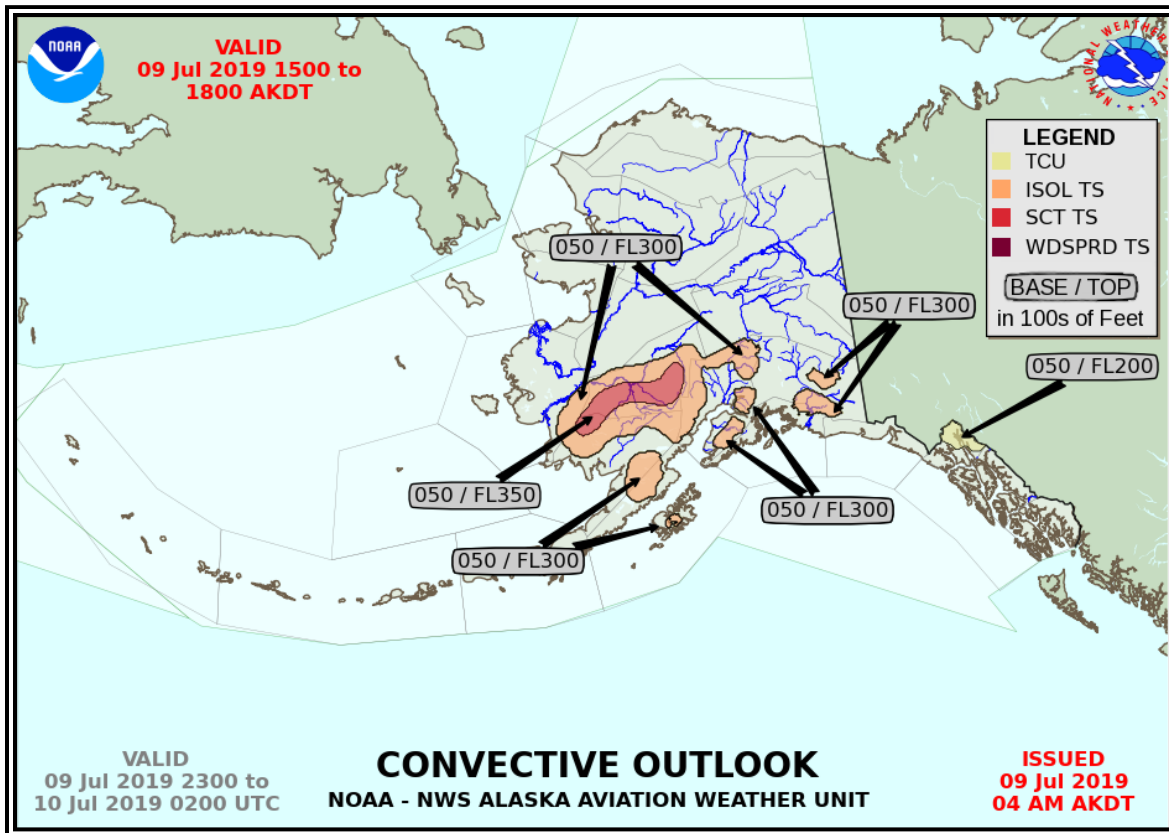 NOAA
VALID
09 Jul 2019 1500 to
1800 AKDT
NATIONAL WEATHER SERVICE
LEGEND
TCU
ISOL TS
SCT TS
WDSPRD TS
BASE / TOP
in 100s of Feet
050 / FL300
050 / FL300
050 / FL200
050 / FL350
050 / FL300
050 / FL300
VALID
09 Jul 2019 2300 to
10 Jul 2019 0200 UTC
CONVECTIVE OUTLOOK
NOAA - NWS ALASKA AVIATION WEATHER UNIT
ISSUED
09 Jul 2019
04 AM AKDT